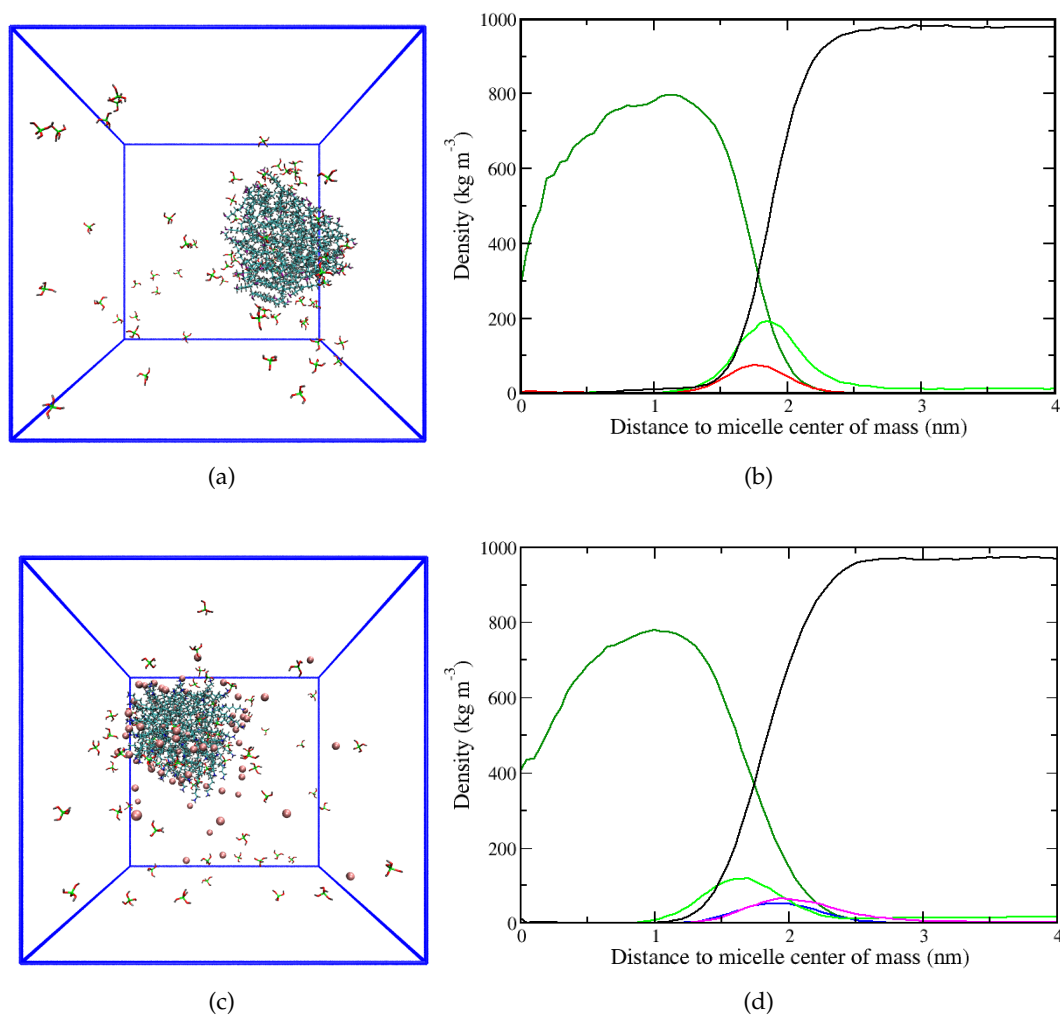 1000
800
600
400
200
0
Density (kg m⁻³)
0 1 2 3 4
Distance to micelle center of mass (nm)
(a) (b)
1000
800
600
400
200
0
Density (kg m⁻³)
0 1 2 3 4
Distance to micelle center of mass (nm)
(c) (d)